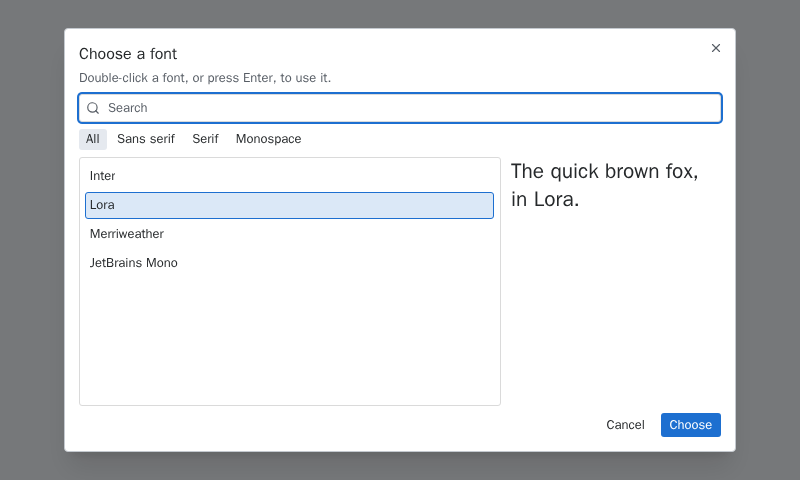 Choose a font
Double-click a font, or press Enter, to use it.
Search
All Sans serif Serif Monospace
Inter
Lora
Merriweather
JetBrains Mono
The quick brown fox,
in Lora.
Cancel Choose